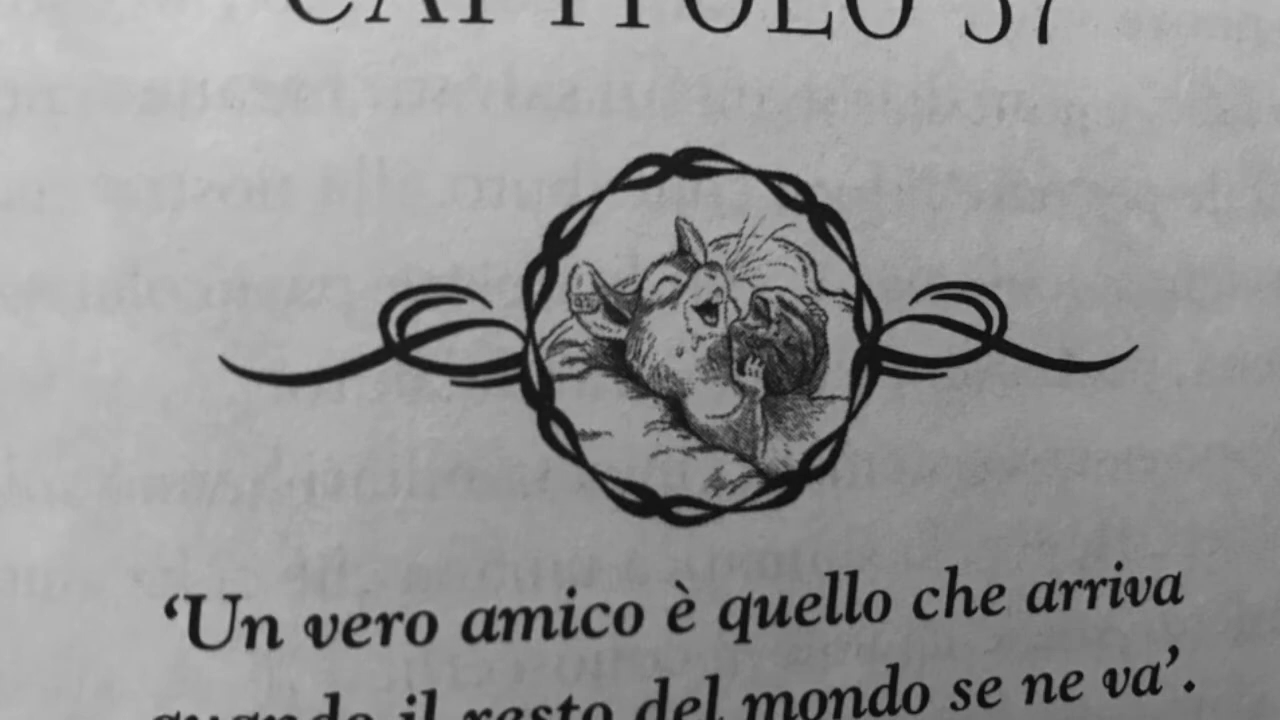 CAPITOLO 37
‘Un vero amico è quello che arriva
quando il resto del mondo se ne va’.